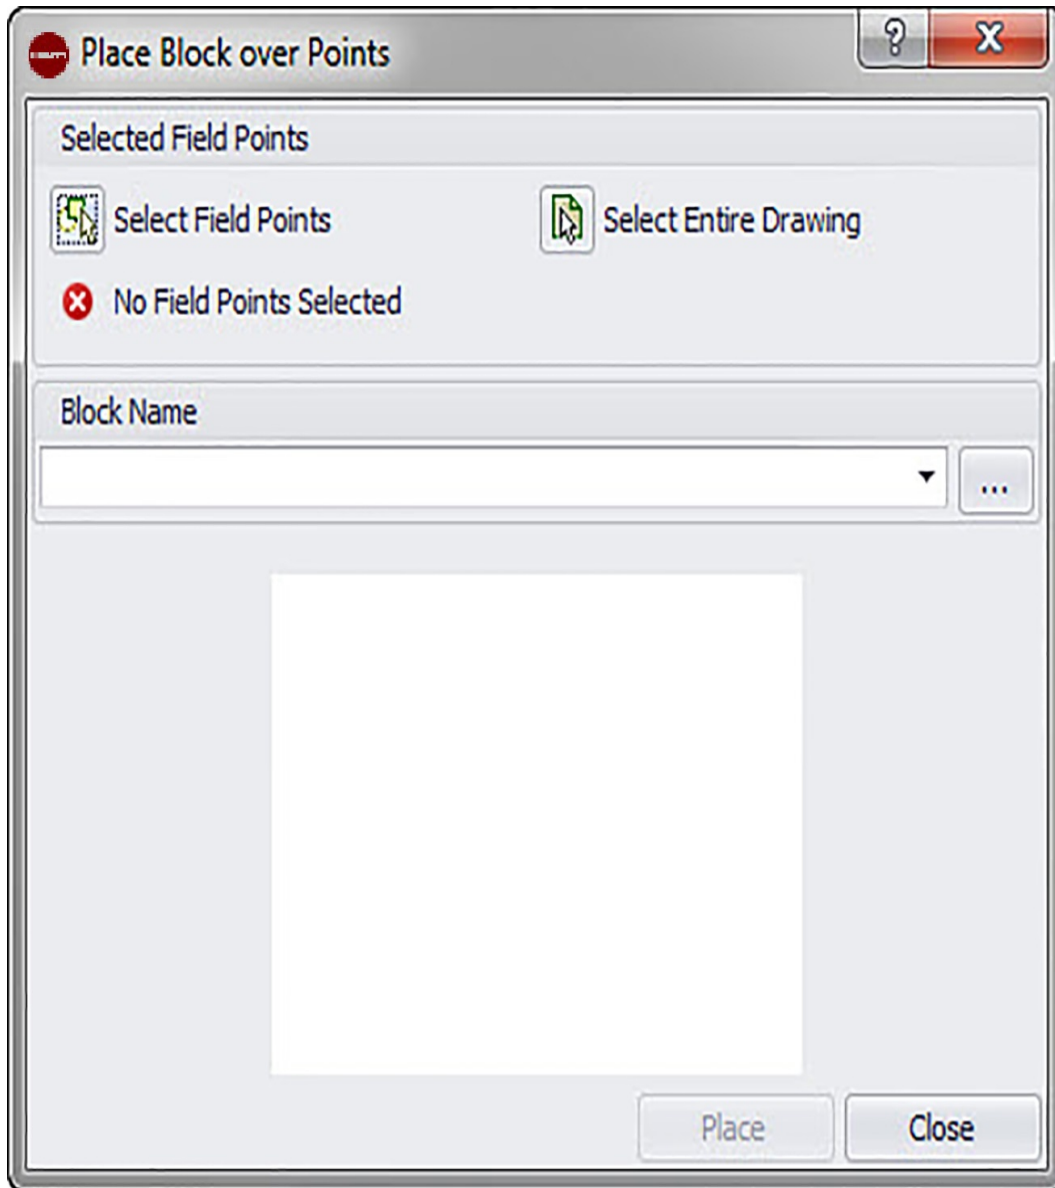 Place Block over Points
?
X
Selected Field Points
Select Field Points
Select Entire Drawing
No Field Points Selected
Block Name
...
Place
Close